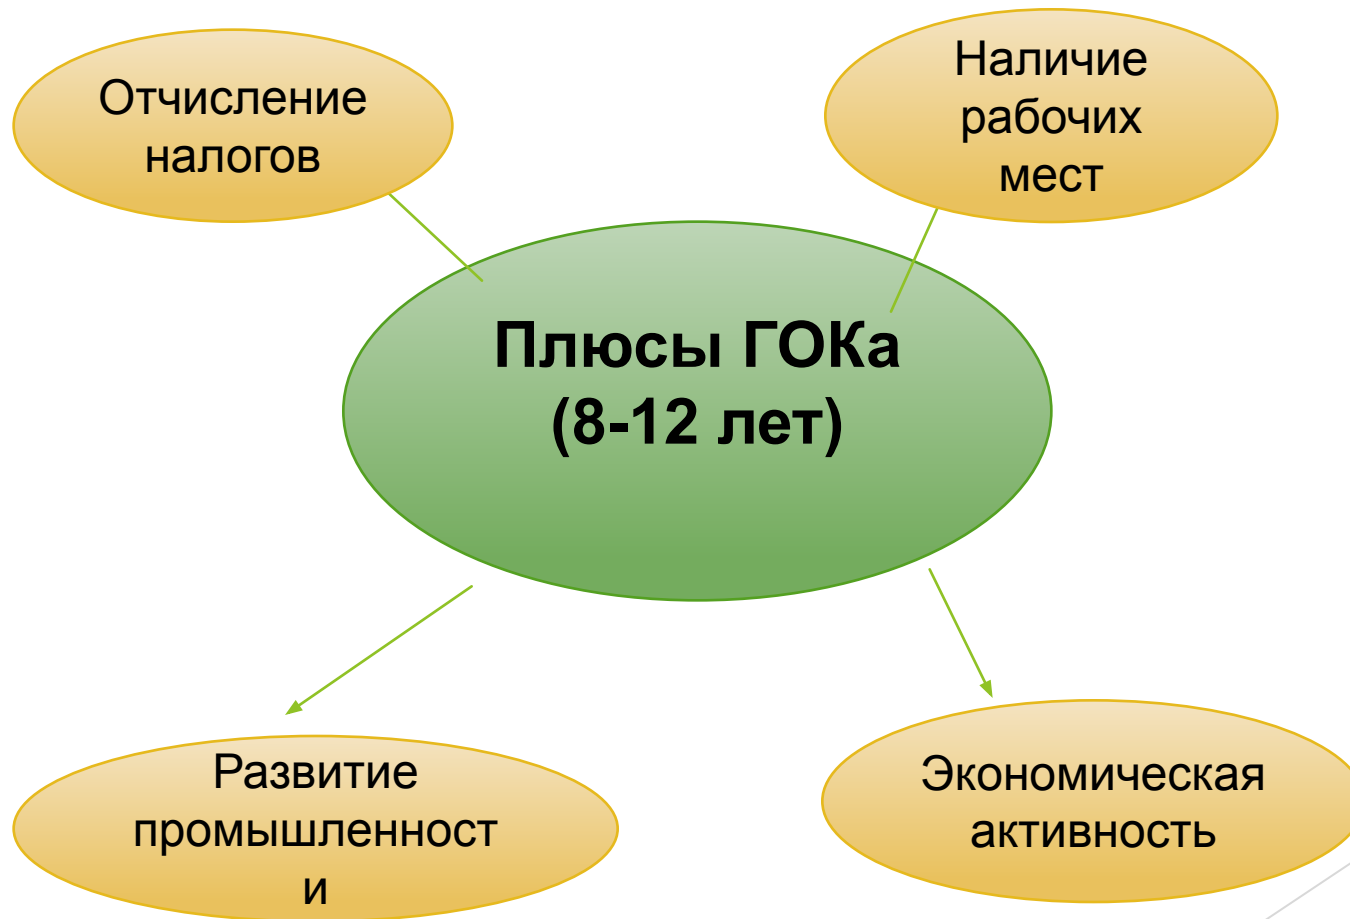 Отчисление
налогов
Наличие
рабочих
мест
Плюсы ГОКа
(8-12 лет)
Развитие
промышленност
и
Экономическая
активность